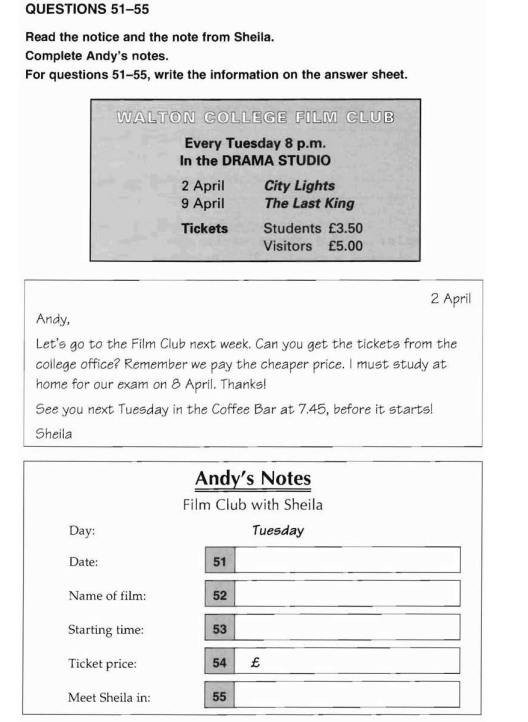 QUESTIONS 51–55
Read the notice and the note from Sheila.
Complete Andy's notes.
For questions 51–55, write the information on the answer sheet.
WALTON COLLEGE FILM CLUB
Every Tuesday 8 p.m.
In the DRAMA STUDIO
2 April City Lights
9 April The Last King
Tickets Students £3.50
Visitors £5.00
2 April
Andy,
Let's go to the Film Club next week. Can you get the tickets from the
college office? Remember we pay the cheaper price. I must study at
home for our exam on 8 April. Thanks!
See you next Tuesday in the Coffee Bar at 7.45, before it starts!
Sheila
Andy's Notes
Film Club with Sheila
Day: Tuesday
Date: 51
Name of film: 52
Starting time: 53
Ticket price: 54 £
Meet Sheila in: 55